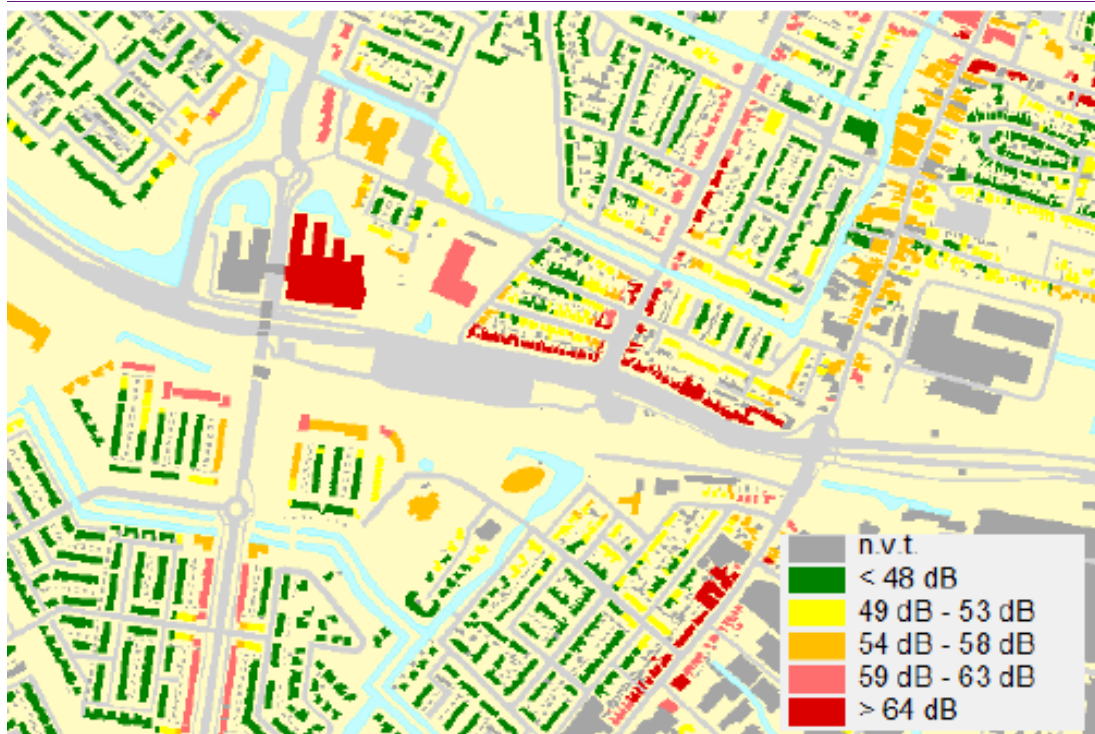 n.v.t.
< 48 dB
49 dB - 53 dB
54 dB - 58 dB
59 dB - 63 dB
> 64 dB